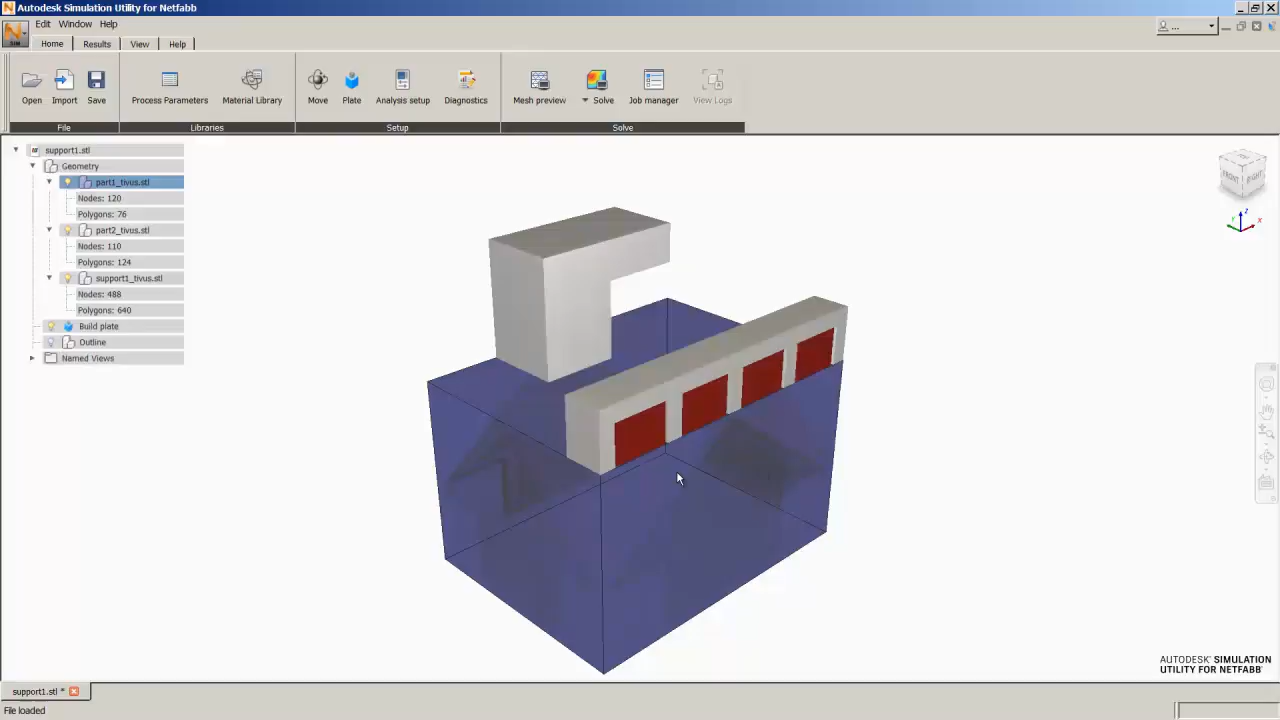 Autodesk Simulation Utility for Netfabb
Edit Window Help
SIM
...
Home Results View Help
Open Import Save Process Parameters Material Library Move Plate Analysis setup Diagnostics Mesh preview Solve Job manager View Logs
File Libraries Setup Solve
support1.stl
Geometry
part1_tivus.stl
Nodes: 120
Polygons: 76
part2_tivus.stl
Nodes: 110
Polygons: 124
support1_tivus.stl
Nodes: 488
Polygons: 640
Build plate
Outline
Named Views
FRONT RIGHT
Z
Y X
AUTODESK® SIMULATION
UTILITY FOR NETFABB®
support1.stl *
File loaded